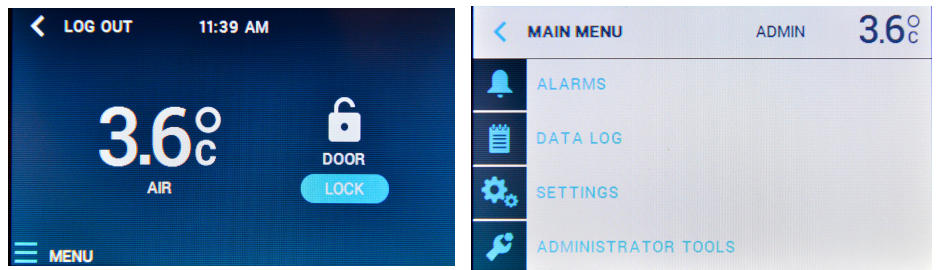 LOG OUT 11:39 AM
3.6°C
AIR
DOOR
LOCK
MENU
MAIN MENU ADMIN 3.6°C
ALARMS
DATA LOG
SETTINGS
ADMINISTRATOR TOOLS